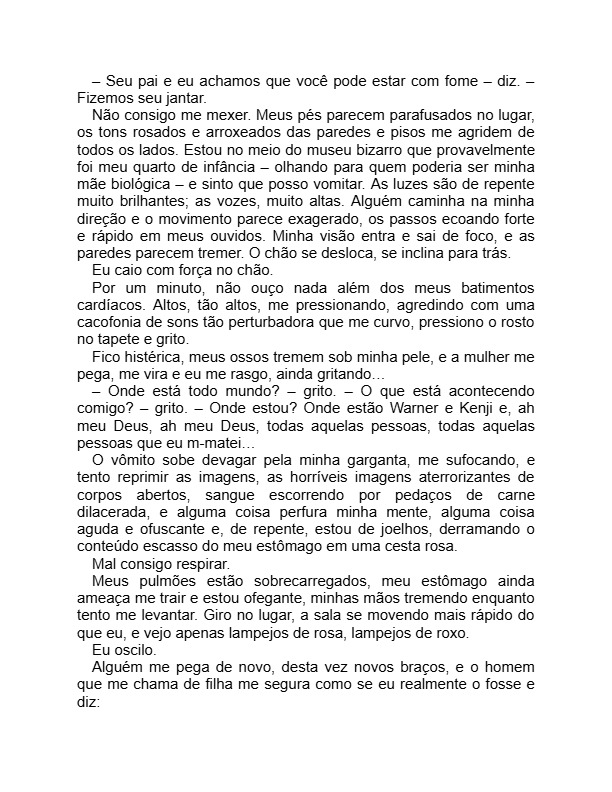 – Seu pai e eu achamos que você pode estar com fome – diz. –
Fizemos seu jantar.
Não consigo me mexer. Meus pés parecem parafusados no lugar,
os tons rosados e arroxeados das paredes e pisos me agridem de
todos os lados. Estou no meio do museu bizarro que provavelmente
foi meu quarto de infância – olhando para quem poderia ser minha
mãe biológica – e sinto que posso vomitar. As luzes são de repente
muito brilhantes; as vozes, muito altas. Alguém caminha na minha
direção e o movimento parece exagerado, os passos ecoando forte
e rápido em meus ouvidos. Minha visão entra e sai de foco, e as
paredes parecem tremer. O chão se desloca, se inclina para trás.
Eu caio com força no chão.
Por um minuto, não ouço nada além dos meus batimentos
cardíacos. Altos, tão altos, me pressionando, agredindo com uma
cacofonia de sons tão perturbadora que me curvo, pressiono o rosto
no tapete e grito.
Fico histérica, meus ossos tremem sob minha pele, e a mulher me
pega, me vira e eu me rasgo, ainda gritando…
– Onde está todo mundo? – grito. – O que está acontecendo
comigo? – grito. – Onde estou? Onde estão Warner e Kenji e, ah
meu Deus, ah meu Deus, todas aquelas pessoas, todas aquelas
pessoas que eu m-matei…
O vômito sobe devagar pela minha garganta, me sufocando, e
tento reprimir as imagens, as horríveis imagens aterrorizantes de
corpos abertos, sangue escorrendo por pedaços de carne
dilacerada, e alguma coisa perfura minha mente, alguma coisa
aguda e ofuscante e, de repente, estou de joelhos, derramando o
conteúdo escasso do meu estômago em uma cesta rosa.
Mal consigo respirar.
Meus pulmões estão sobrecarregados, meu estômago ainda
ameaça me trair e estou ofegante, minhas mãos tremendo enquanto
tento me levantar. Giro no lugar, a sala se movendo mais rápido do
que eu, e vejo apenas lampejos de rosa, lampejos de roxo.
Eu oscilo.
Alguém me pega de novo, desta vez novos braços, e o homem
que me chama de filha me segura como se eu realmente o fosse e
diz: